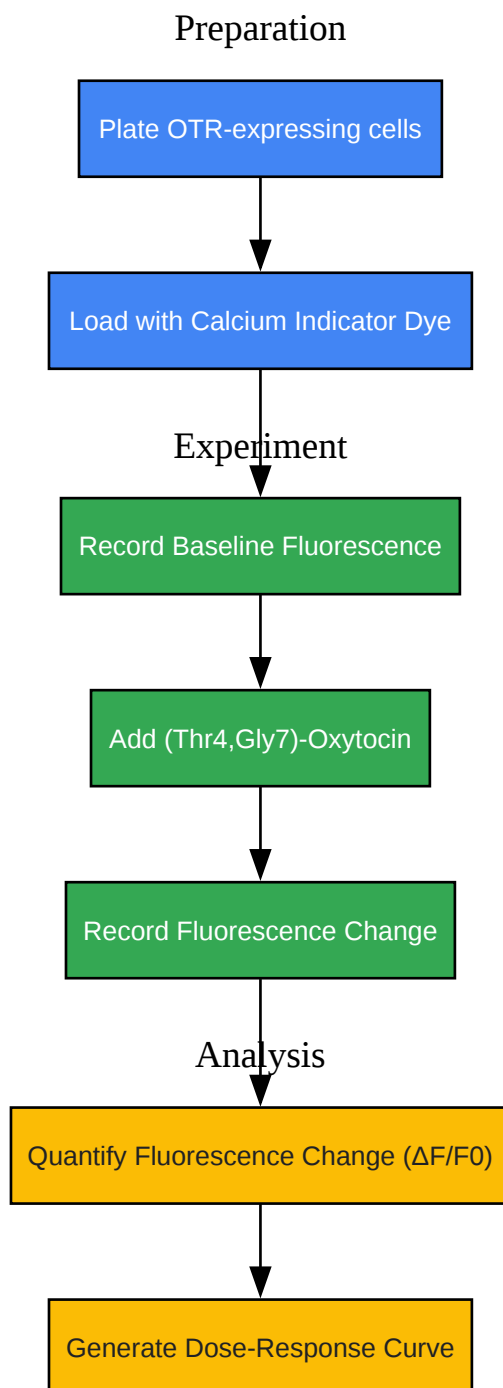 Preparation
Plate OTR-expressing cells
Load with Calcium Indicator Dye
Experiment
Record Baseline Fluorescence
Add (Thr4,Gly7)-Oxytocin
Record Fluorescence Change
Analysis
Quantify Fluorescence Change (ΔF/F0)
Generate Dose-Response Curve